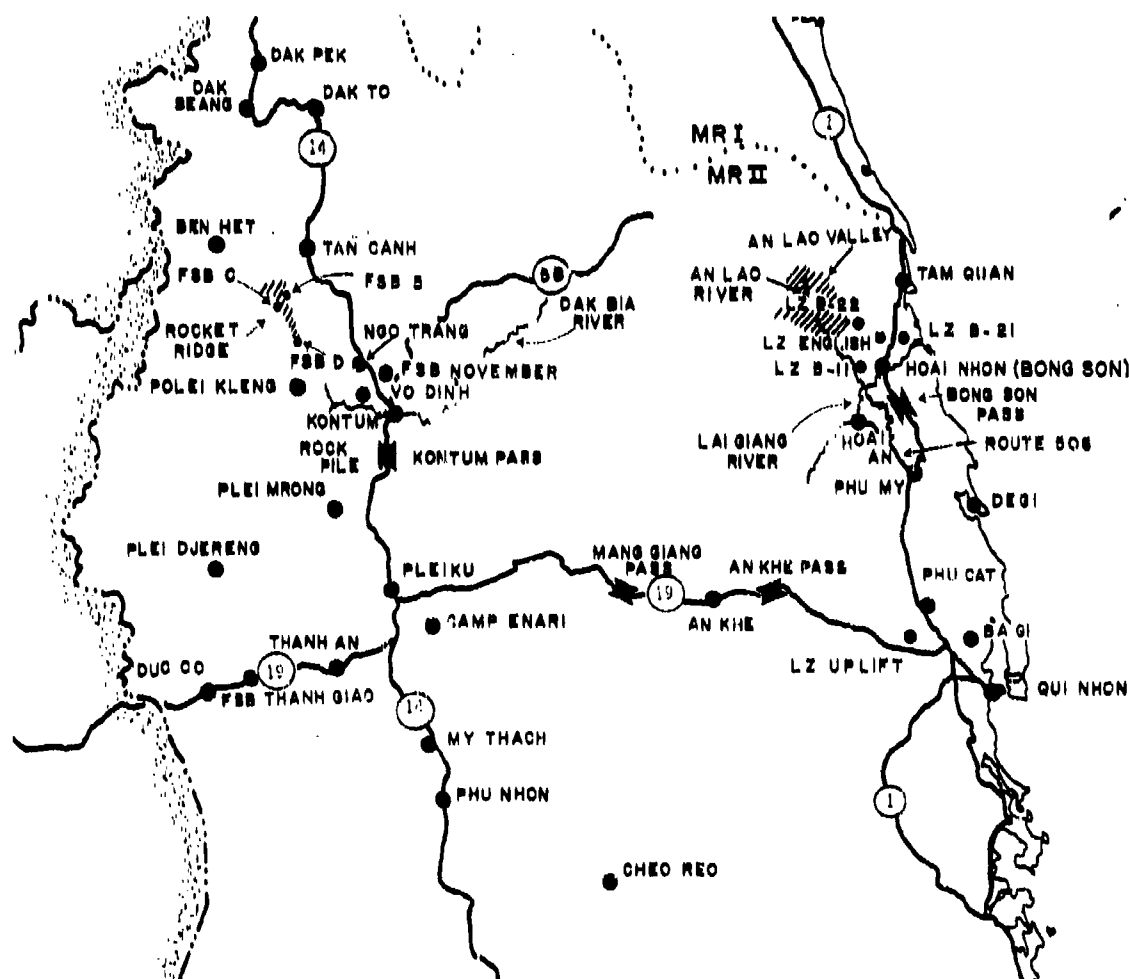 DAK PEK
DAK
SEANG
DAK TO
14
1
MR I
MR II
BEN HET
TAN CANH
FSB C
FSB 5
ROCKET
RIDGE
NGO TRANG
DAK BIA
RIVER
FSB D
FSB NOVEMBER
POLEI KLENG
VO DINH
KONTUM
ROCK
PILE
KONTUM PASS
AN LAO VALLEY
AN LAO
RIVER
TAM QUAN
LZ B-22
LZ ENGLISH
LZ B-21
LZ B-11
HOAI NHON (BONG SON)
BONG SON
PASS
LAI GIANG
RIVER
HOAI
AN
ROUTE 506
PHU MY
DEGI
PLEI MRONG
PLEI DJERENG
PLEIKU
MANG GIANG
PASS
19
AN KHE PASS
AN KHE
PHU CAT
CAMP ENARI
BA GI
LZ UPLIFT
THANH AN
DUC CO
19
FSB THANH GIAO
QUI NHON
14
MY THACH
PHU NHON
1
CHEO REO